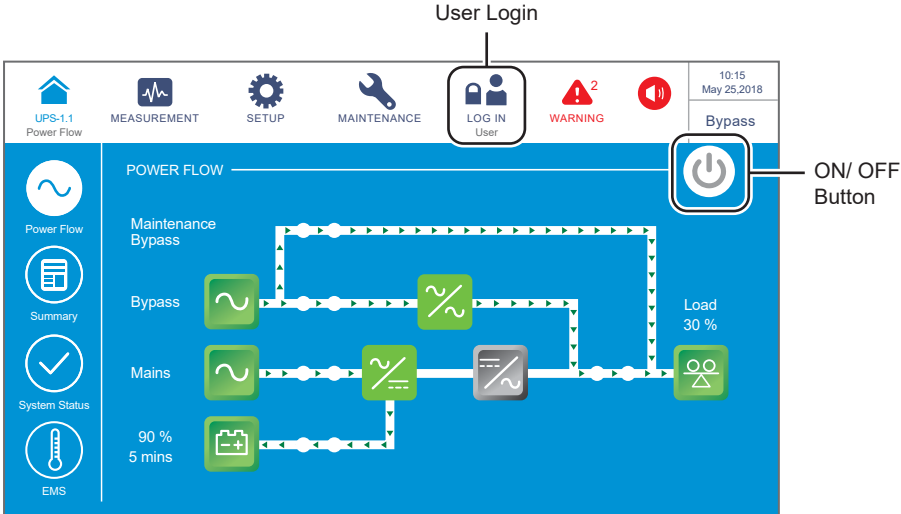 User Login
10:15
May 25,2018
UPS-1.1
Power Flow
MEASUREMENT
SETUP
MAINTENANCE
LOG IN
User
2
WARNING
Bypass
ON/ OFF
Button
POWER FLOW
Power Flow
Maintenance
Bypass
Bypass
Load
30 %
Summary
Mains
System Status
90 %
5 mins
EMS